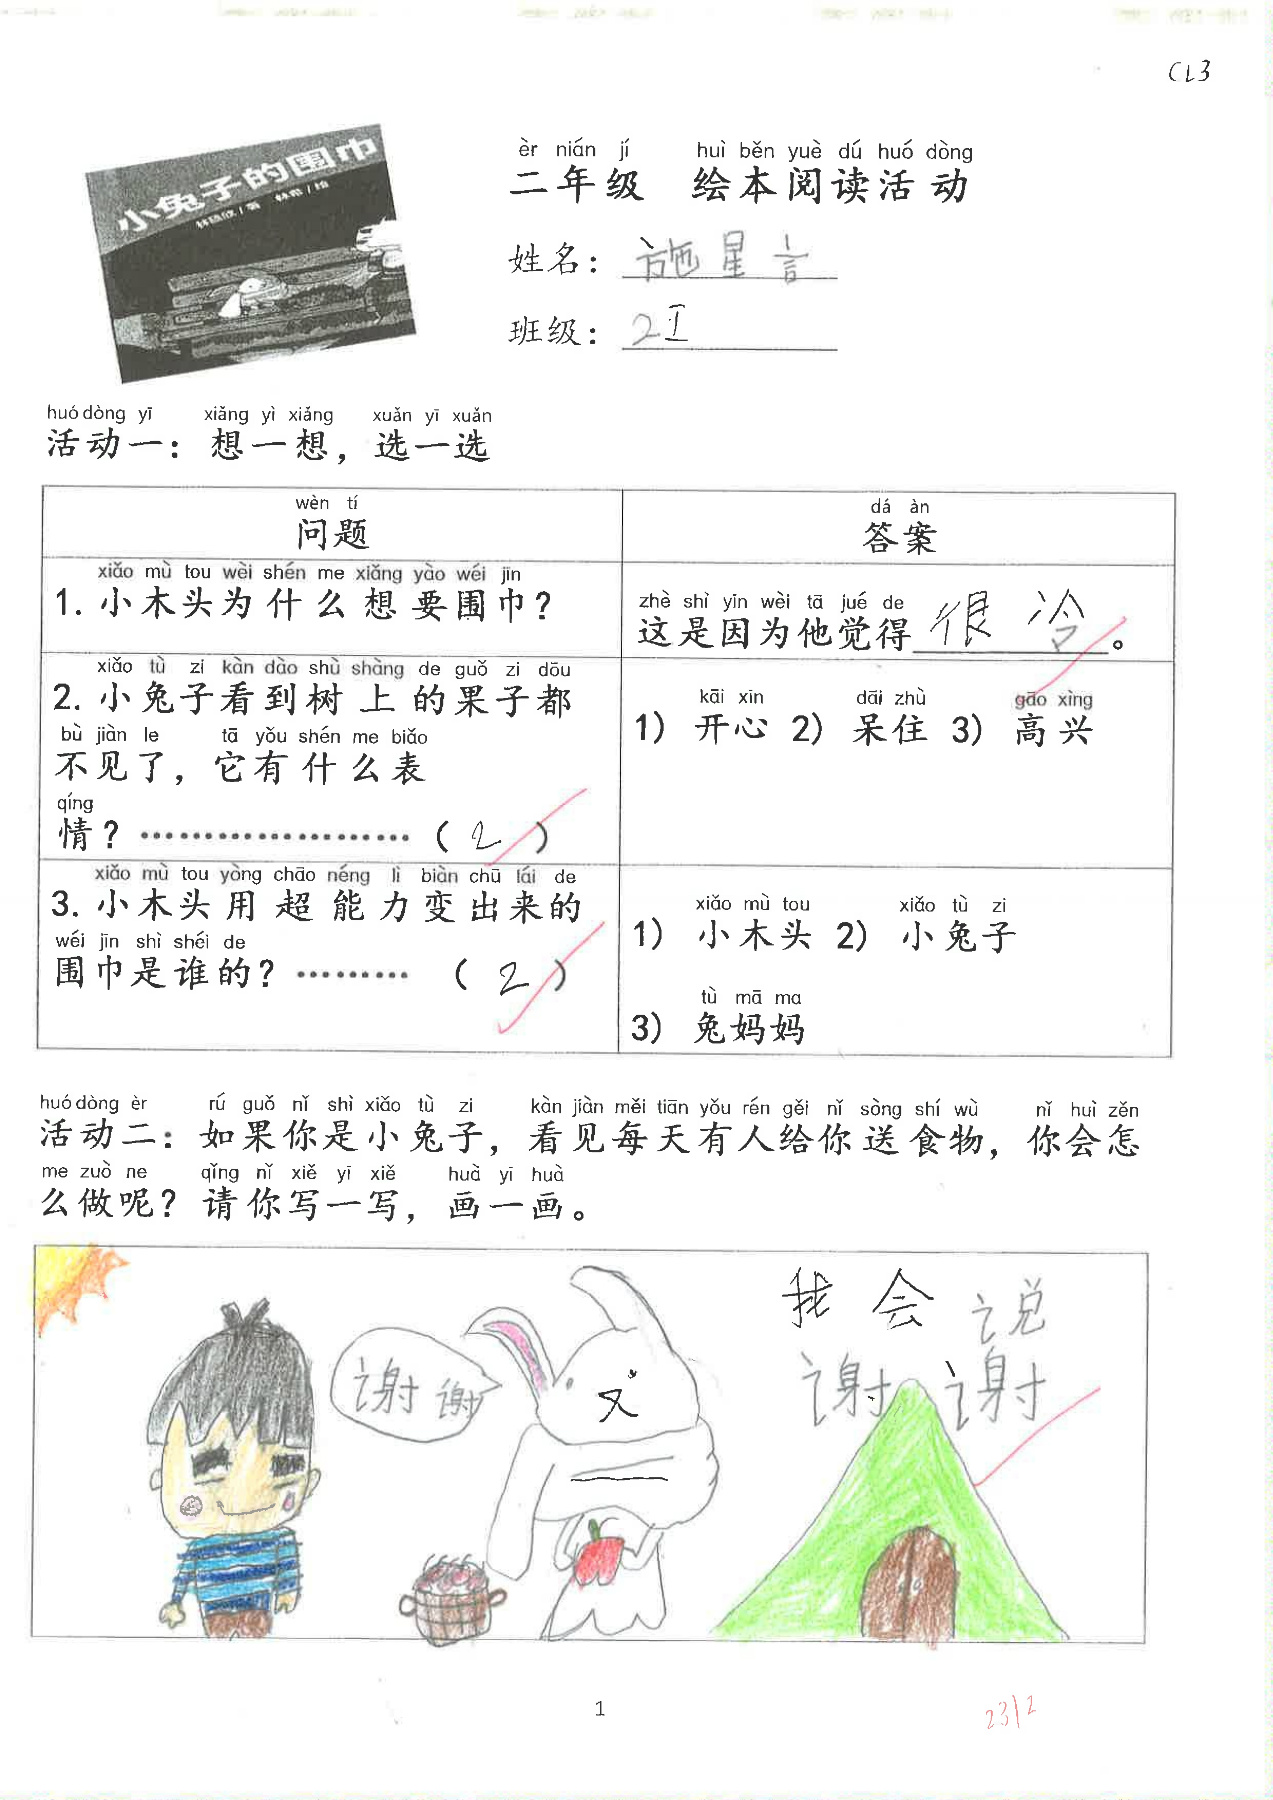 CL3
小兔子的围巾
èr nián jí huì běn yuè dú huó dòng
二年级 绘本阅读活动
姓名：施星言
班级：2I
huó dòng yī xiǎng yì xiǎng xuǎn yī xuǎn
活动一：想一想，选一选
wèn tí
问题
dá àn
答案
xiǎo mù tou wèi shén me xiǎng yào wéi jīn
1. 小木头为什么想要围巾？
zhè shì yīn wèi tā jué de
这是因为他觉得很冷。
xiǎo tù zi kàn dào shù shàng de guǒ zi dōu
2. 小兔子看到树上的果子都
bù jiàn le tā yǒu shén me biǎo
不见了，它有什么表
qíng
情？····················（2）
kāi xīn dāi zhù gāo xìng
1) 开心 2) 呆住 3) 高兴
xiǎo mù tou yòng chāo néng lì biàn chū lái de
3. 小木头用超能力变出来的
wéi jīn shì shéi de
围巾是谁的？·········（2）
xiǎo mù tou xiǎo tù zi
1) 小木头 2) 小兔子
tù mā ma
3) 兔妈妈
huó dòng èr rú guǒ nǐ shì xiǎo tù zi kàn jiàn měi tiān yǒu rén gěi nǐ sòng shí wù nǐ huì zěn
活动二：如果你是小兔子，看见每天有人给你送食物，你会怎
me zuò ne qǐng nǐ xiě yī xiě huà yī huà
么做呢？请你写一写，画一画。
谢谢
我会说
谢谢
1
23/2